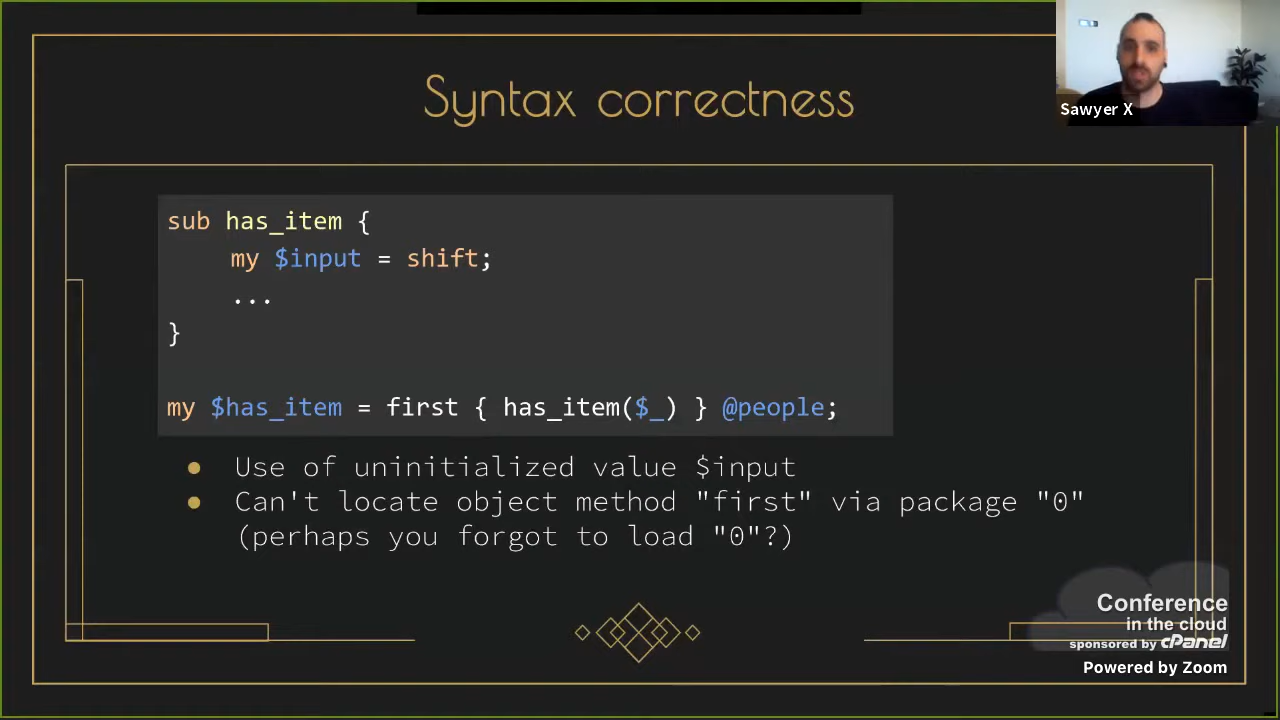 Syntax correctness
Sawyer X
sub has_item {
my $input = shift;
...
}
my $has_item = first { has_item($_) } @people;
● Use of uninitialized value $input
● Can't locate object method "first" via package "0"
(perhaps you forgot to load "0"?)
Conference
in the cloud
sponsored by cPanel
Powered by Zoom